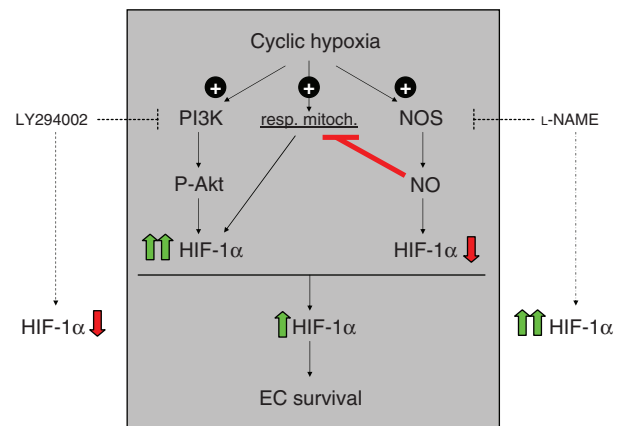 Cyclic hypoxia
+ + +
LY294002 PI3K resp. mitoch. NOS L-NAME
P-Akt NO
HIF-1α HIF-1α
HIF-1α HIF-1α HIF-1α
EC survival